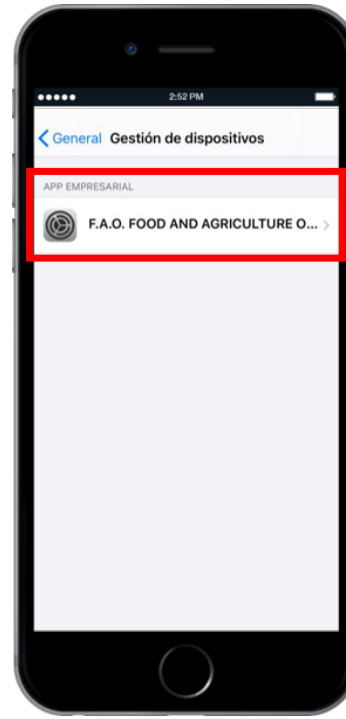 2:52 PM
General Gestión de dispositivos
APP EMPRESARIAL
F.A.O. FOOD AND AGRICULTURE O...